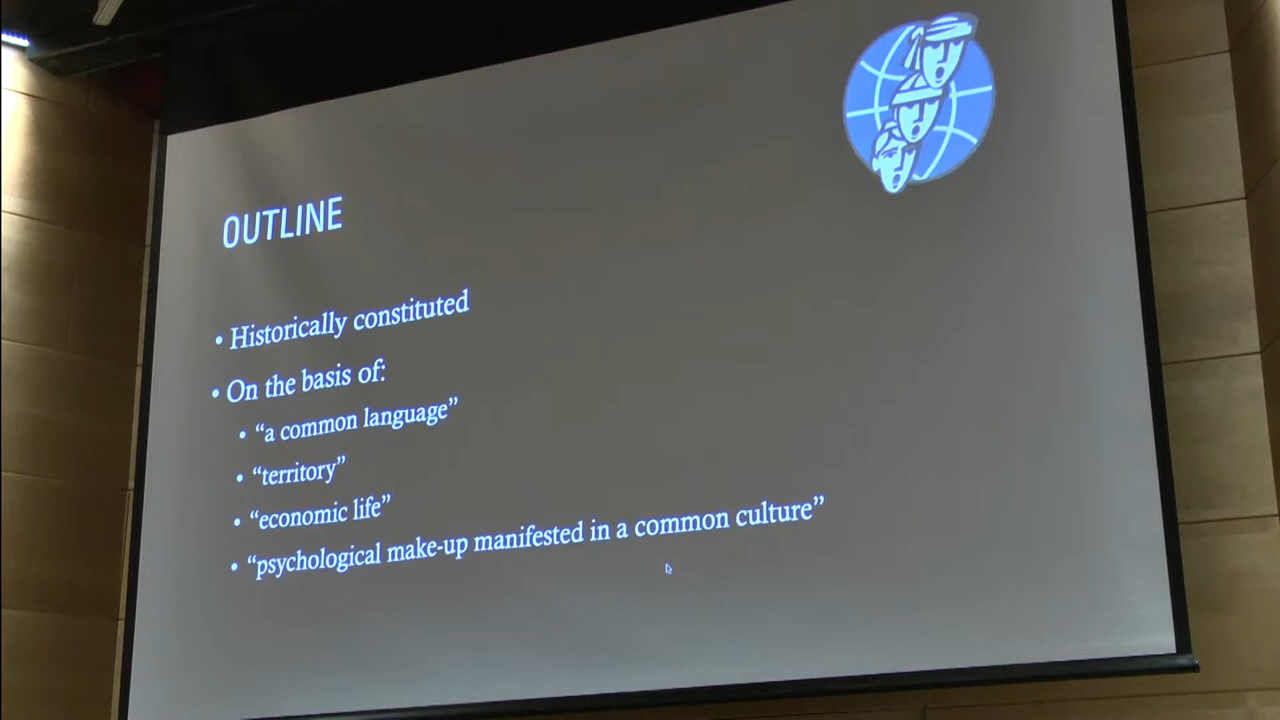 OUTLINE
• Historically constituted
• On the basis of:
• “a common language”
• “territory”
• “economic life”
• “psychological make-up manifested in a common culture”